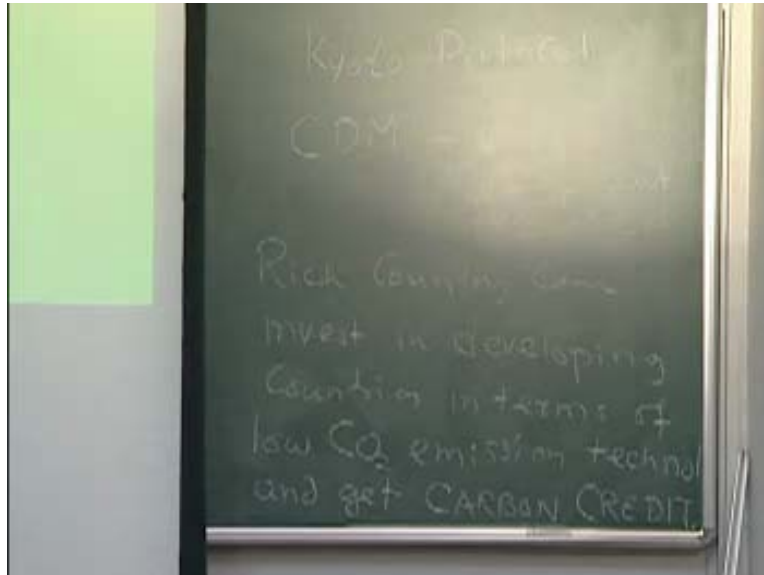 Kyoto Protocol
CDM -
Rich Country can
invest in developing
Countries in terms of
low CO2 emission technol
and get CARBON CREDIT